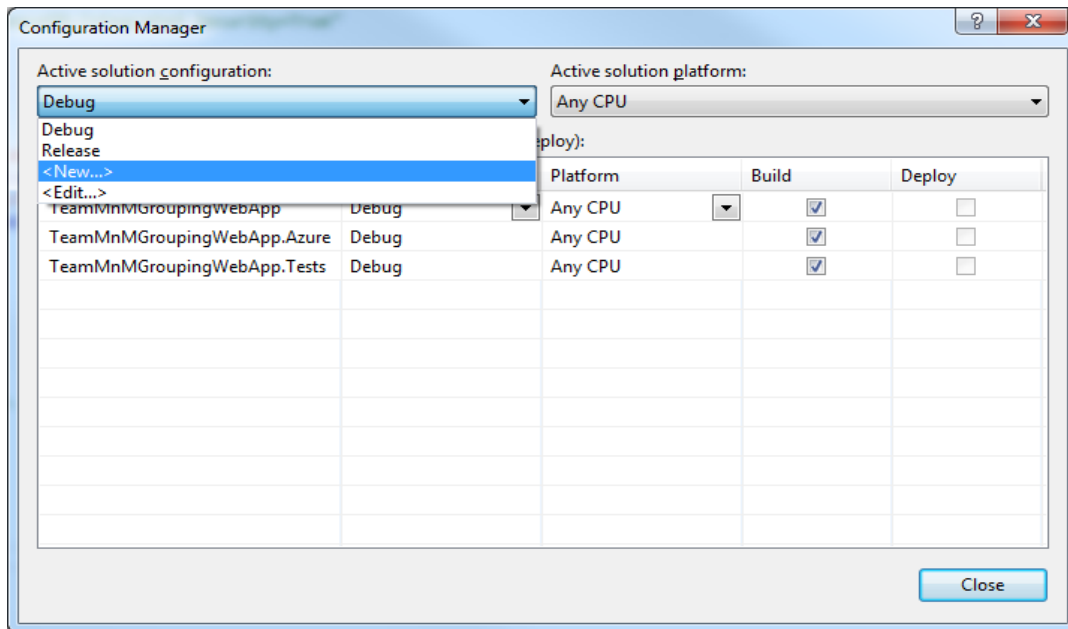 Configuration Manager
Active solution configuration: Active solution platform:
Debug Any CPU
Debug
Release
<New...>
<Edit...>
Platform Build Deploy
TeamMnMGroupingWebApp Debug Any CPU
TeamMnMGroupingWebApp.Azure Debug Any CPU
TeamMnMGroupingWebApp.Tests Debug Any CPU
Close